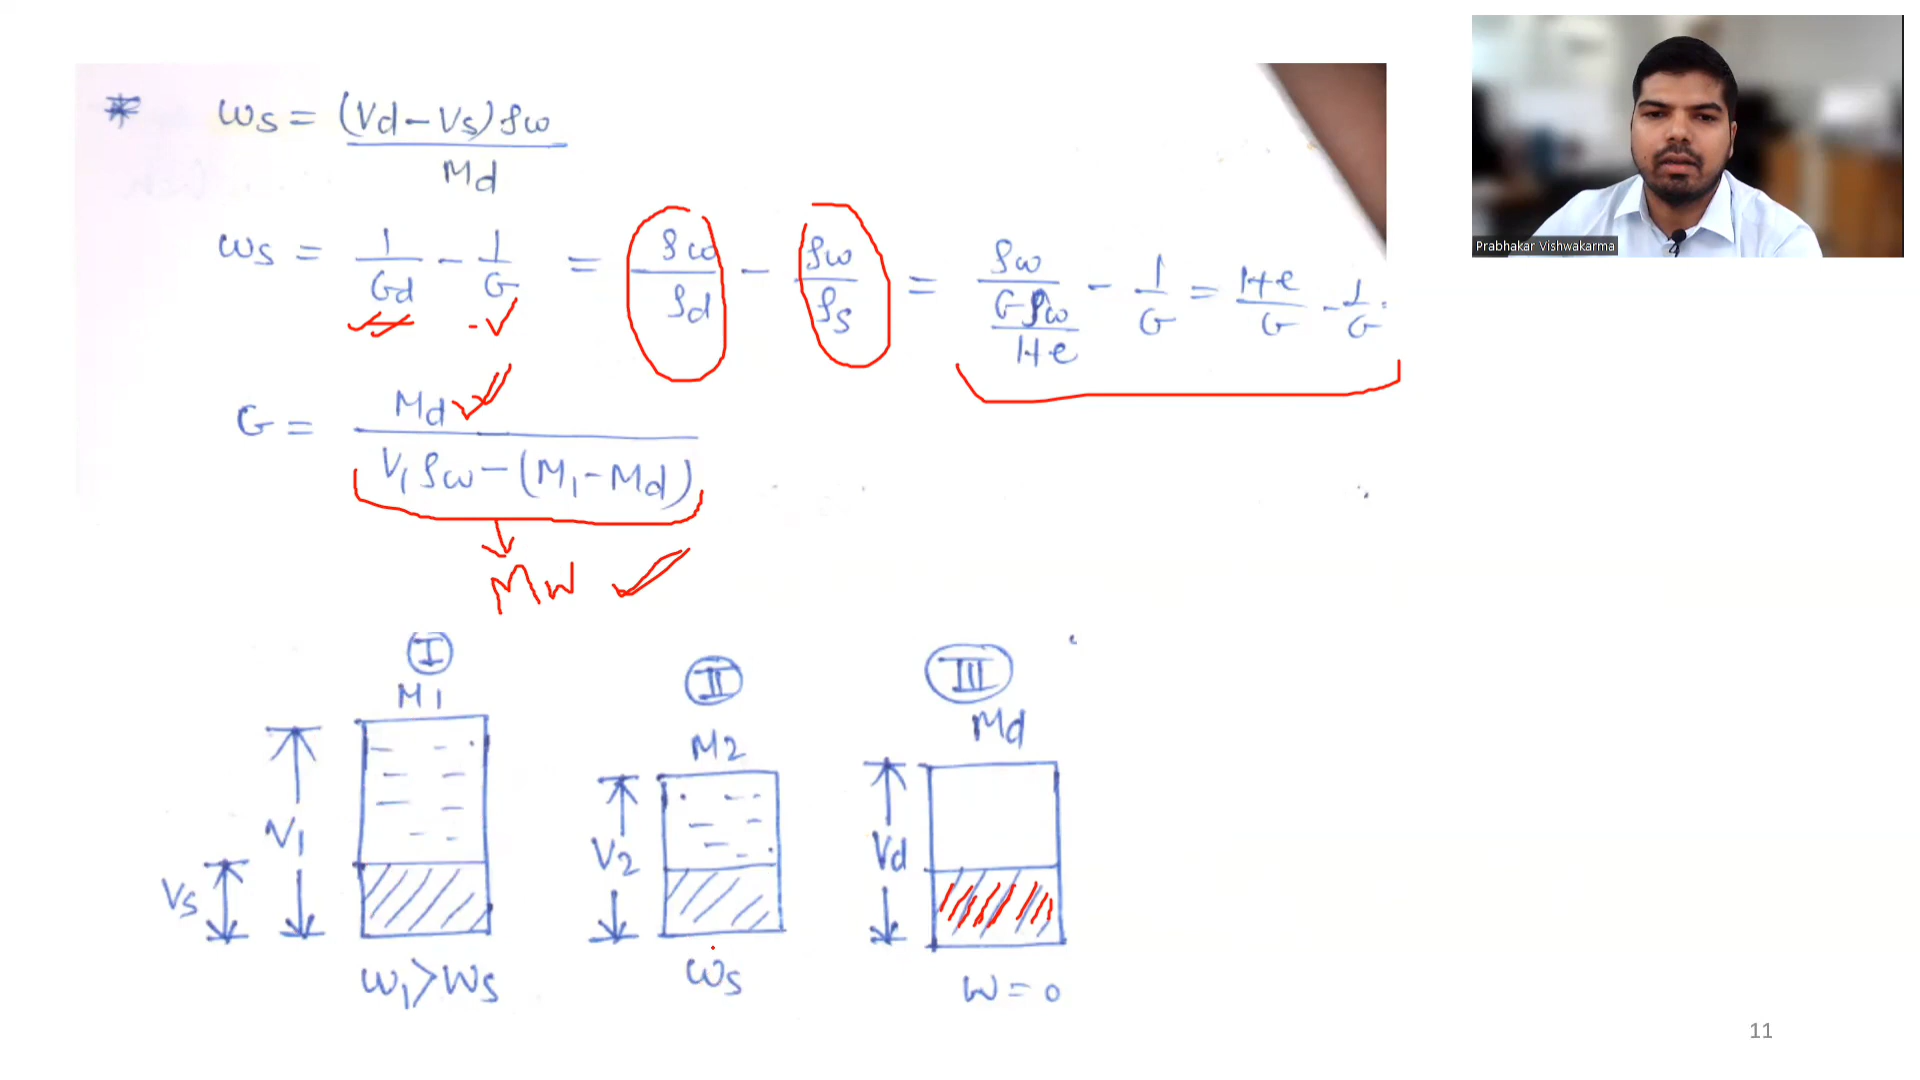 * ws = (Vd-Vs)ρw / Md
ws = 1/Gd - 1/G = ρw/ρd - ρw/ρs = ρw/(Gρw/(1+e)) - 1/G = (1+e)/G - 1/G
G = Md / (V1ρw-(M1-Md))
Mw
I
II
III
M1
M2
Md
V1
V2
Vd
Vs
w1>ws
ws
w=0
Prabhakar Vishwakarma
11